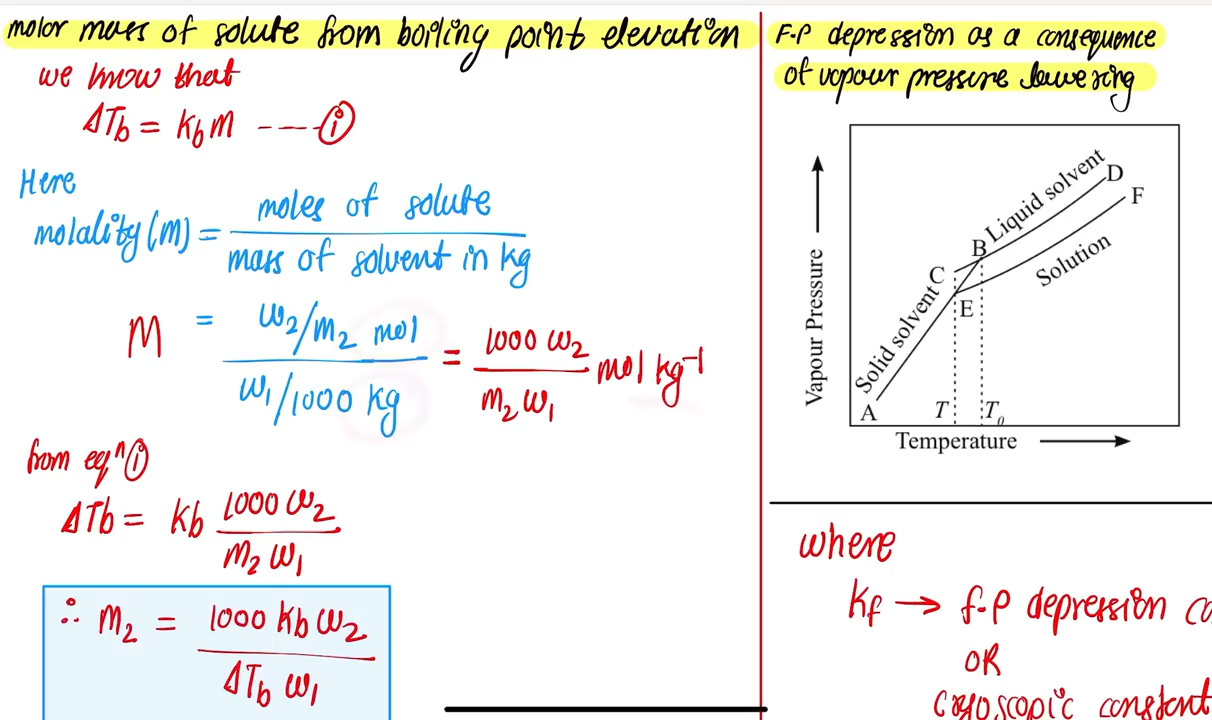 molar mass of solute from boiling point elevation
we know that
ΔTb = kbm ---- ①
Here
molality (m) = moles of solute / mass of solvent in kg
m = w2/m2 mol / w1/1000 kg = 1000 w2 / m2 w1 mol kg⁻¹
from eqⁿ ①
ΔTb = kb 1000 w2 / m2 w1
∴ m2 = 1000 kb w2 / ΔTb w1
F.P depression as a consequence
of vapour pressure lowering
Vapour Pressure
Solid solvent
Liquid solvent
Solution
A
B
C
D
E
F
T
T0
Temperature
where
kf → f.p depression
OR
cryoscopic constant